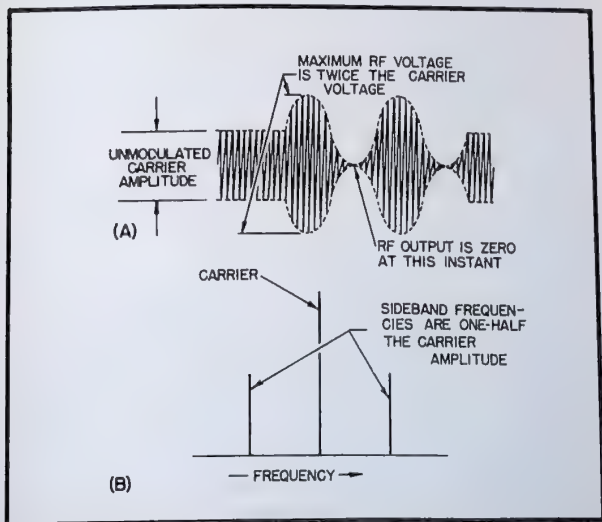 MAXIMUM RF VOLTAGE
IS TWICE THE CARRIER
VOLTAGE
UNMODULATED
CARRIER
AMPLITUDE
(A)
RF OUTPUT IS ZERO
AT THIS INSTANT
CARRIER
SIDEBAND FREQUEN-
CIES ARE ONE-HALF
THE CARRIER
AMPLITUDE
— FREQUENCY →
(B)